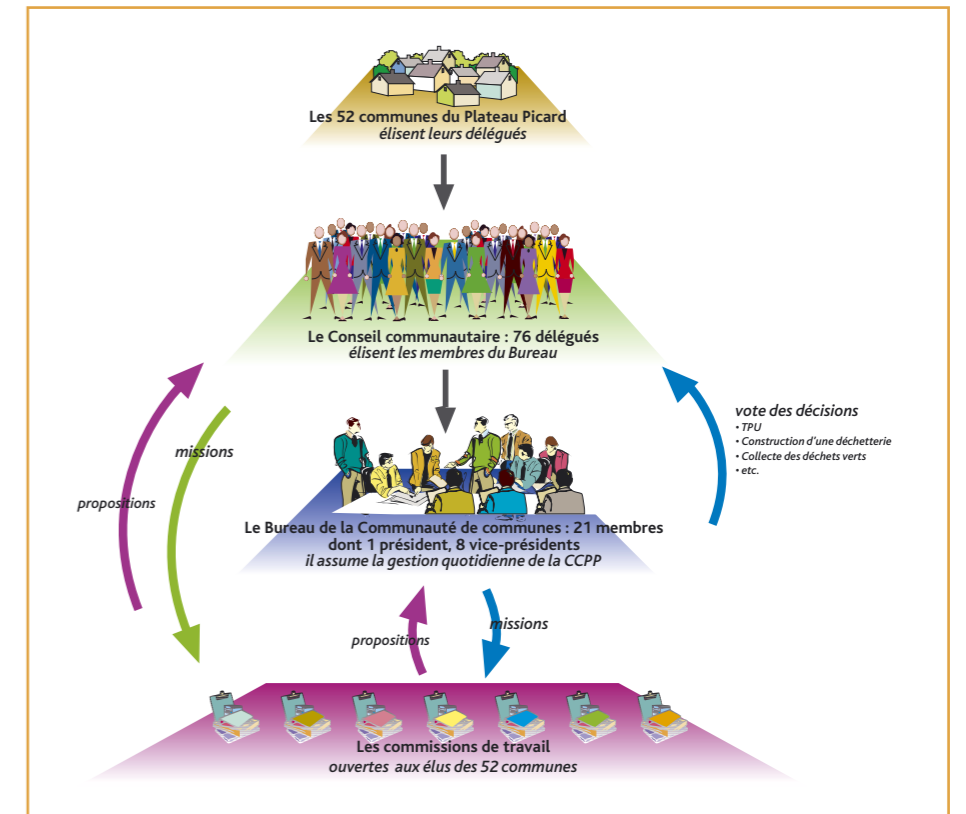 Les 52 communes du Plateau Picard
élisent leurs délégués
Le Conseil communautaire : 76 délégués
élisent les membres du Bureau
vote des décisions
• TPU
• Construction d'une déchetterie
• Collecte des déchets verts
• etc.
missions
propositions
Le Bureau de la Communauté de communes : 21 membres
dont 1 président, 8 vice-présidents
il assume la gestion quotidienne de la CCPP
missions
propositions
Les commissions de travail
ouvertes aux élus des 52 communes